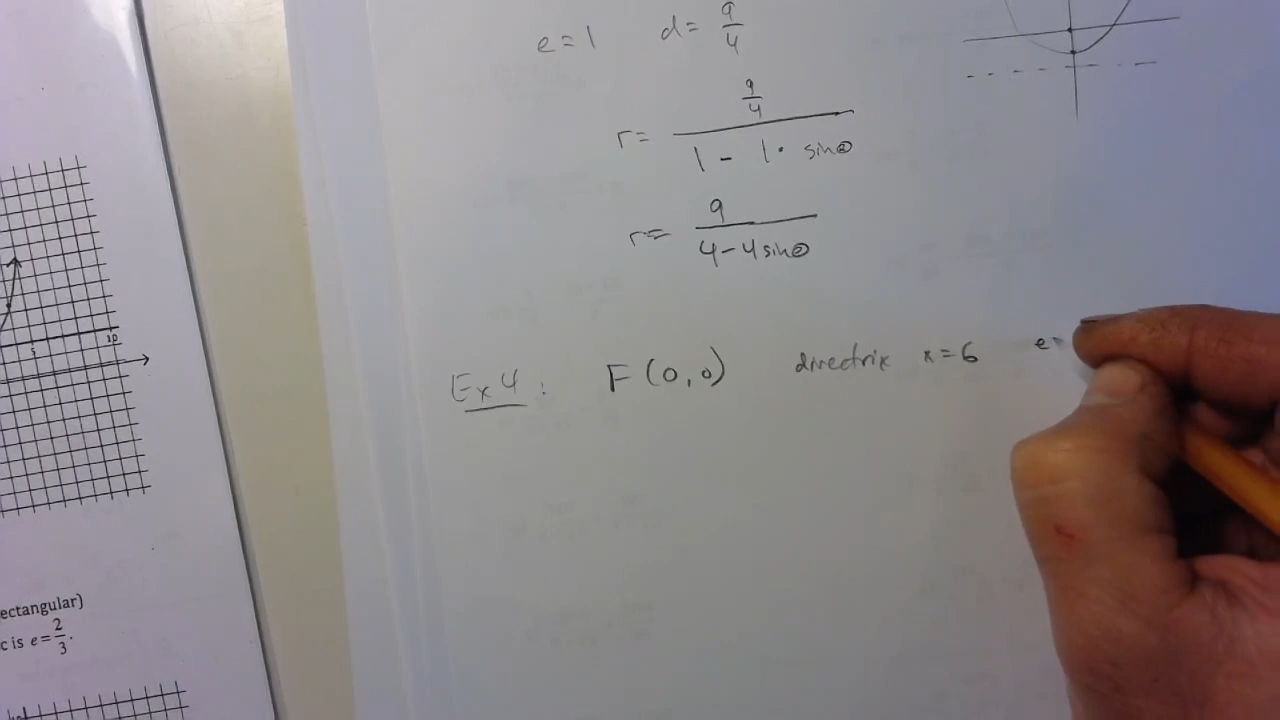 e=1 d= 9/4
r= 9/4 / 1 - 1· sinθ
r= 9 / 4-4sinθ
Ex 4: F(0,0) directrix x=6 e=
5 10
ectangular)
c is e= 2/3.